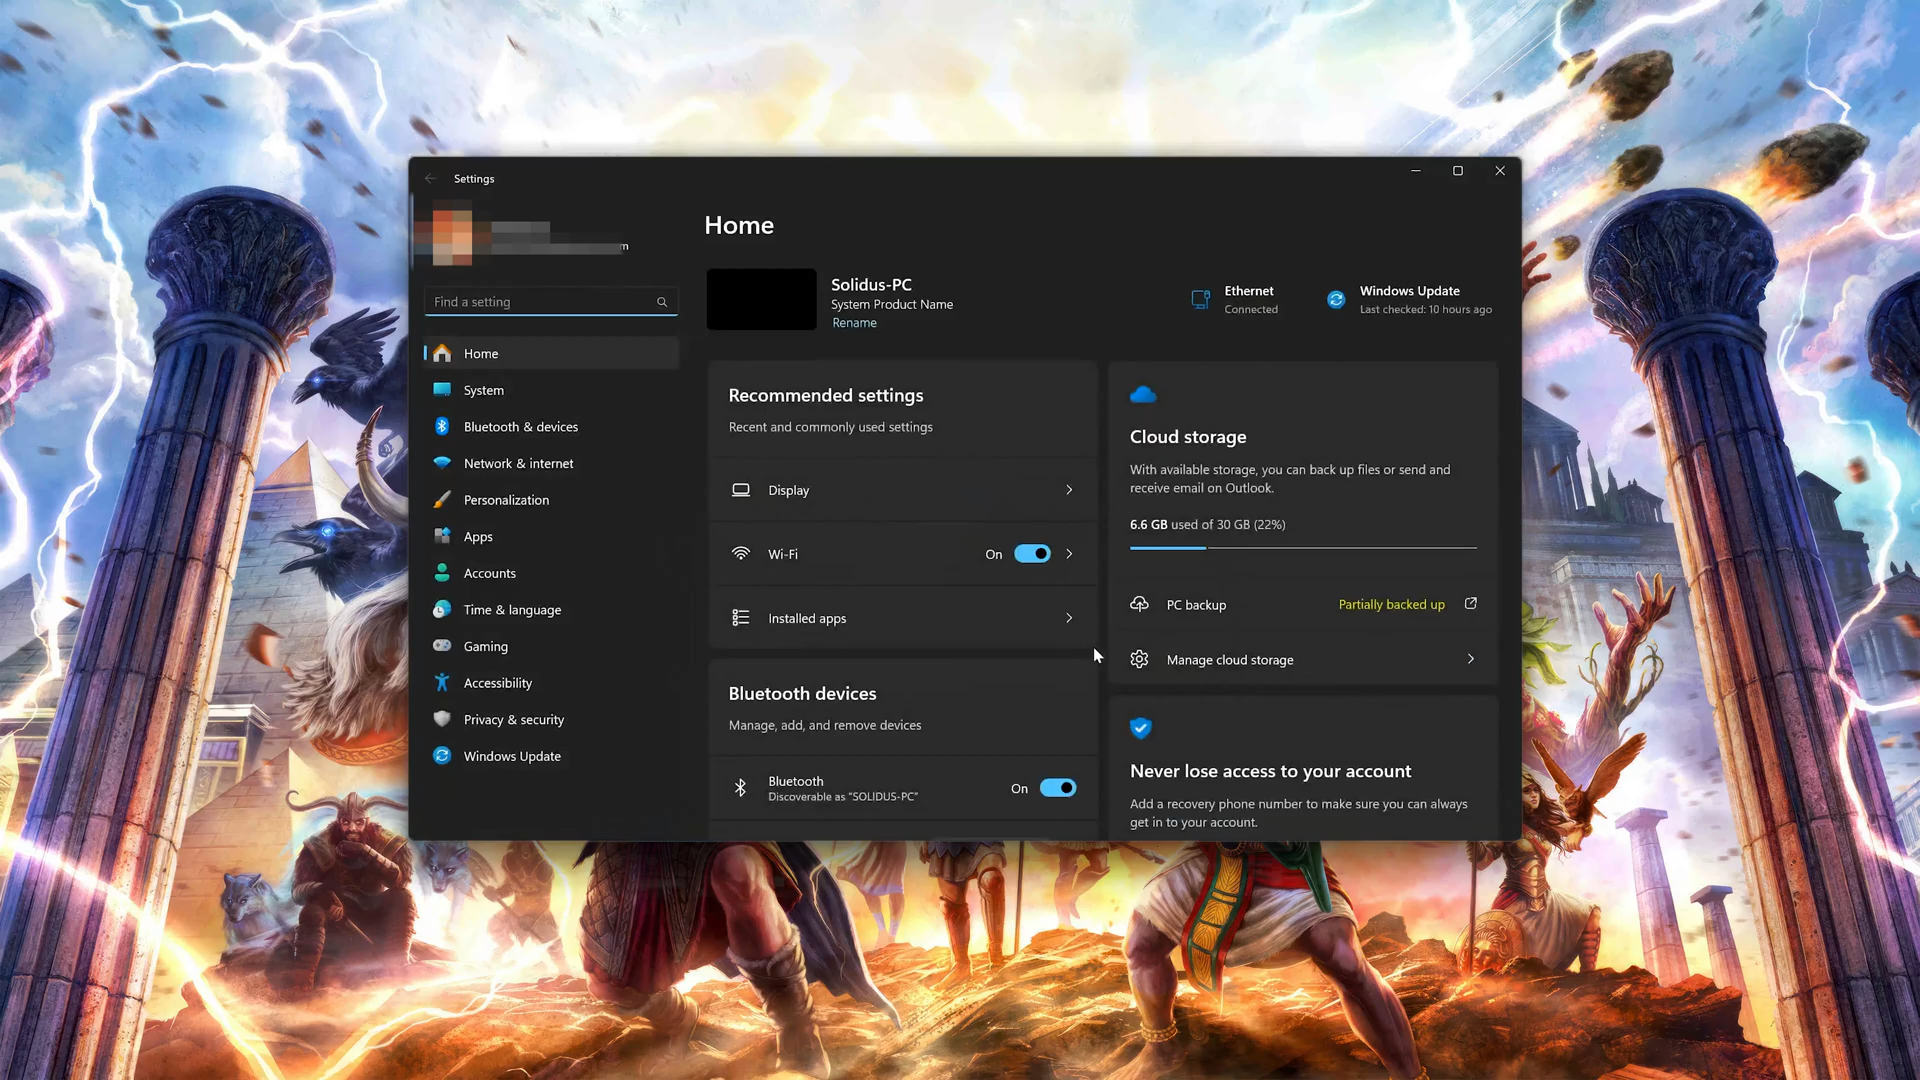 Settings
m
Find a setting
Home
System
Bluetooth & devices
Network & internet
Personalization
Apps
Accounts
Time & language
Gaming
Accessibility
Privacy & security
Windows Update
Home
Solidus-PC
System Product Name
Rename
Ethernet
Connected
Windows Update
Last checked: 10 hours ago
Recommended settings
Recent and commonly used settings
Display
Wi-Fi
On
Installed apps
Bluetooth devices
Manage, add, and remove devices
Bluetooth
Discoverable as "SOLIDUS-PC"
On
Cloud storage
With available storage, you can back up files or send and
receive email on Outlook.
6.6 GB used of 30 GB (22%)
PC backup
Partially backed up
Manage cloud storage
Never lose access to your account
Add a recovery phone number to make sure you can always
get in to your account.